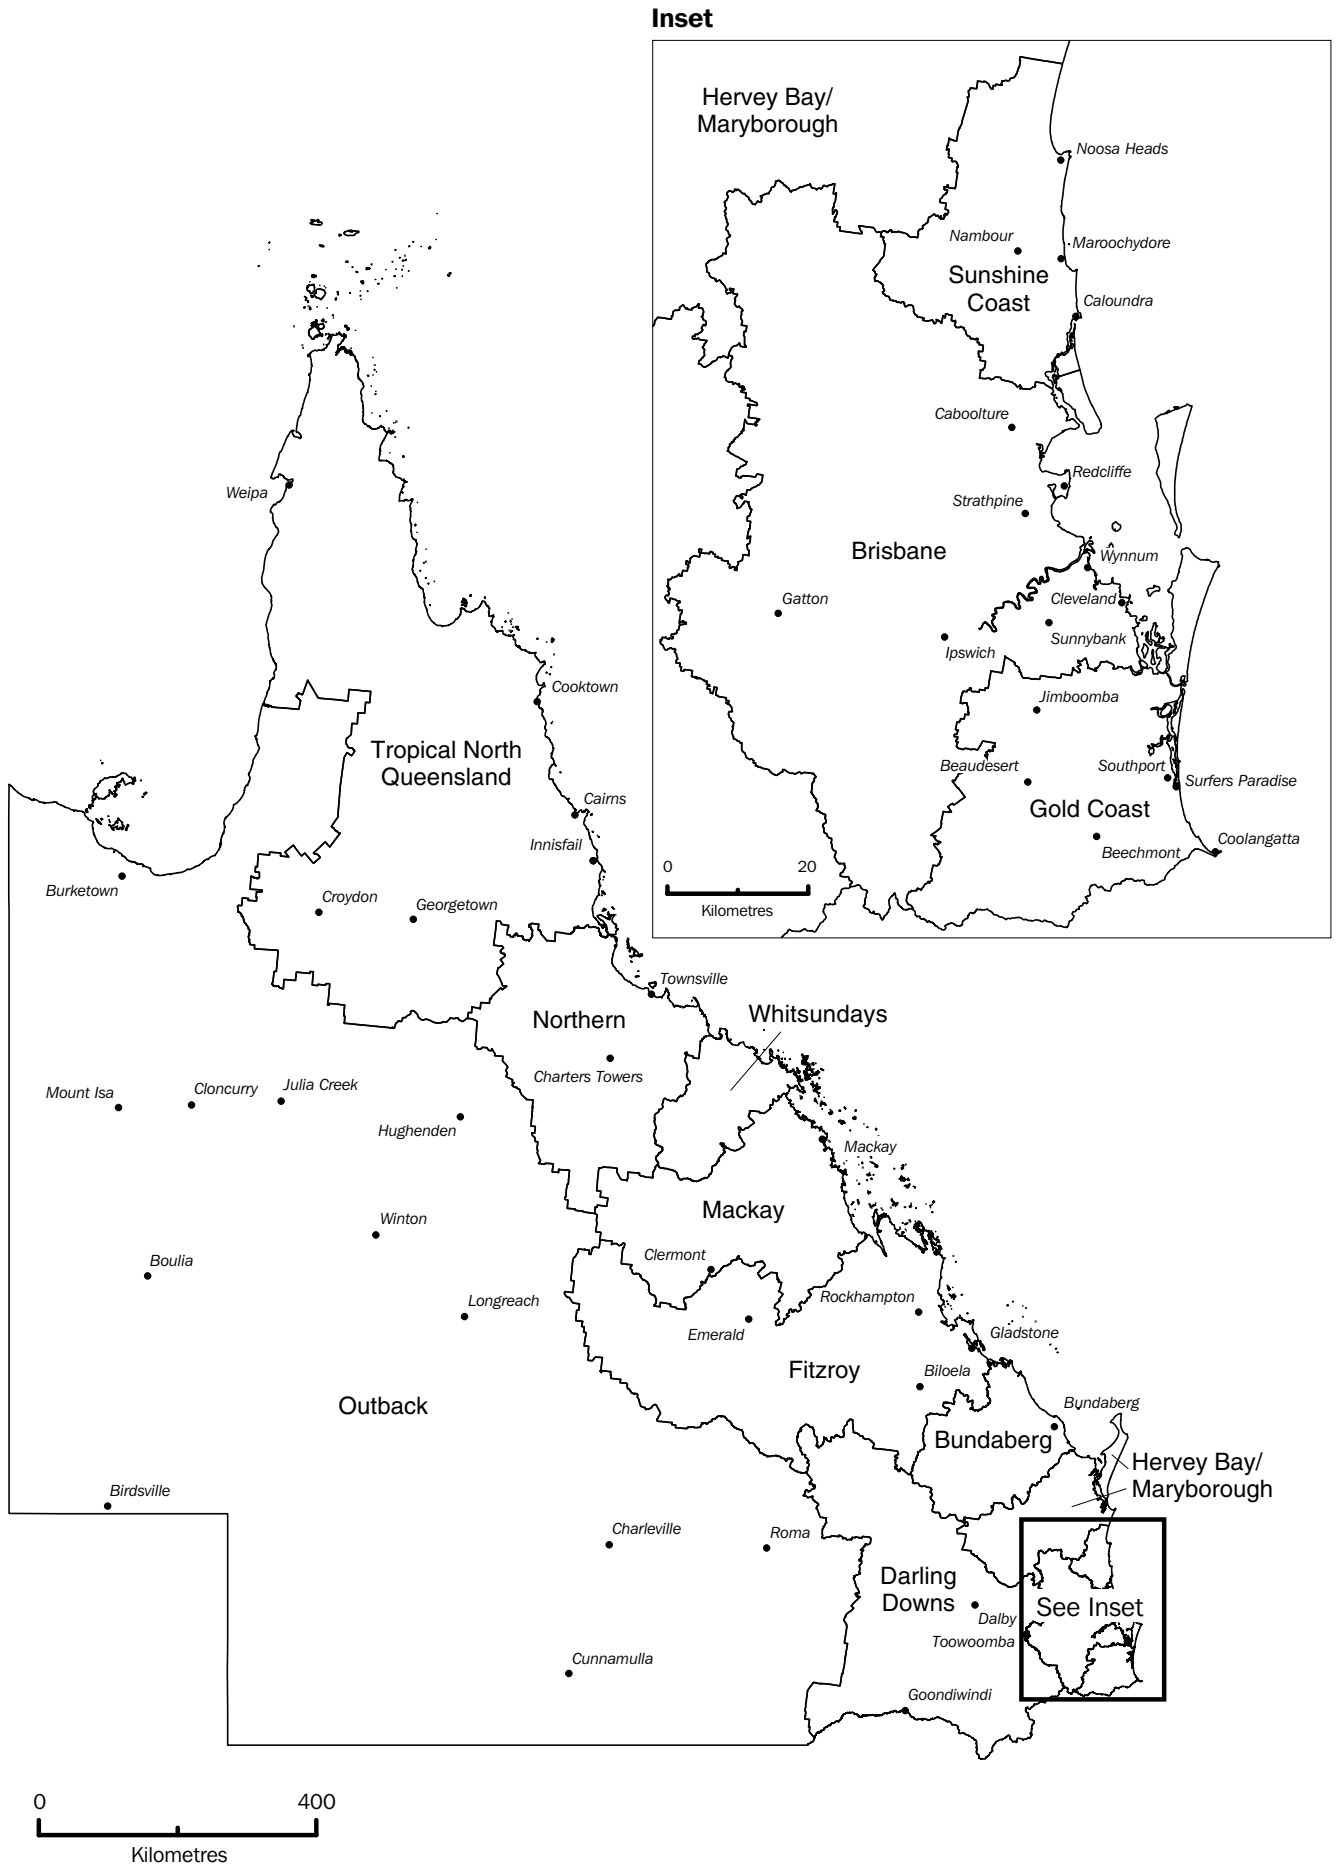 Inset
Hervey Bay/
Maryborough
Noosa Heads
Nambour
Maroochydore
Sunshine
Coast
Caloundra
Caboolture
Redcliffe
Strathpine
Brisbane
Wynnum
Gatton
Cleveland
Sunnybank
Ipswich
Jimboomba
Beaudesert
Southport
Surfers Paradise
Gold Coast
Coolangatta
Beechmont
0 20
Kilometres
Weipa
Cooktown
Tropical North
Queensland
Cairns
Innisfail
Burketown
Croydon
Georgetown
Townsville
Northern
Whitsundays
Charters Towers
Mount Isa
Cloncurry
Julia Creek
Hughenden
Mackay
Mackay
Winton
Clermont
Boulia
Longreach
Rockhampton
Emerald
Gladstone
Fitzroy
Biloela
Outback
Bundaberg
Bundaberg
Hervey Bay/
Maryborough
Birdsville
Charleville
Roma
Darling
Downs
See Inset
Dalby
Toowoomba
Cunnamulla
Goondiwindi
0 400
Kilometres